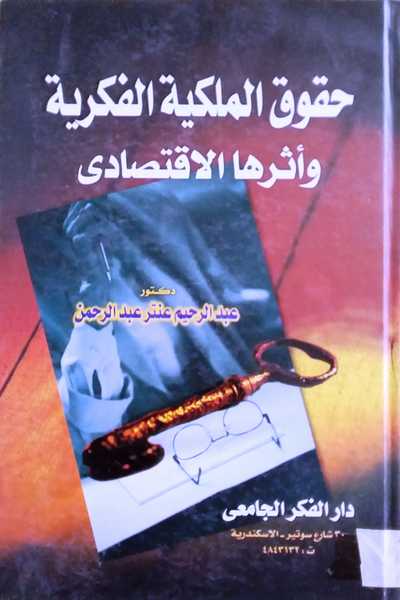 حقوق الملكية الفكرية
وأثرها الاقتصادى
دكتور
عبد الرحيم عنتر عبد الرحمن
دار الفكر الجامعى
٣٠ شارع سوتير - الاسكندرية
ت : ٤٨٤٣١٣٢